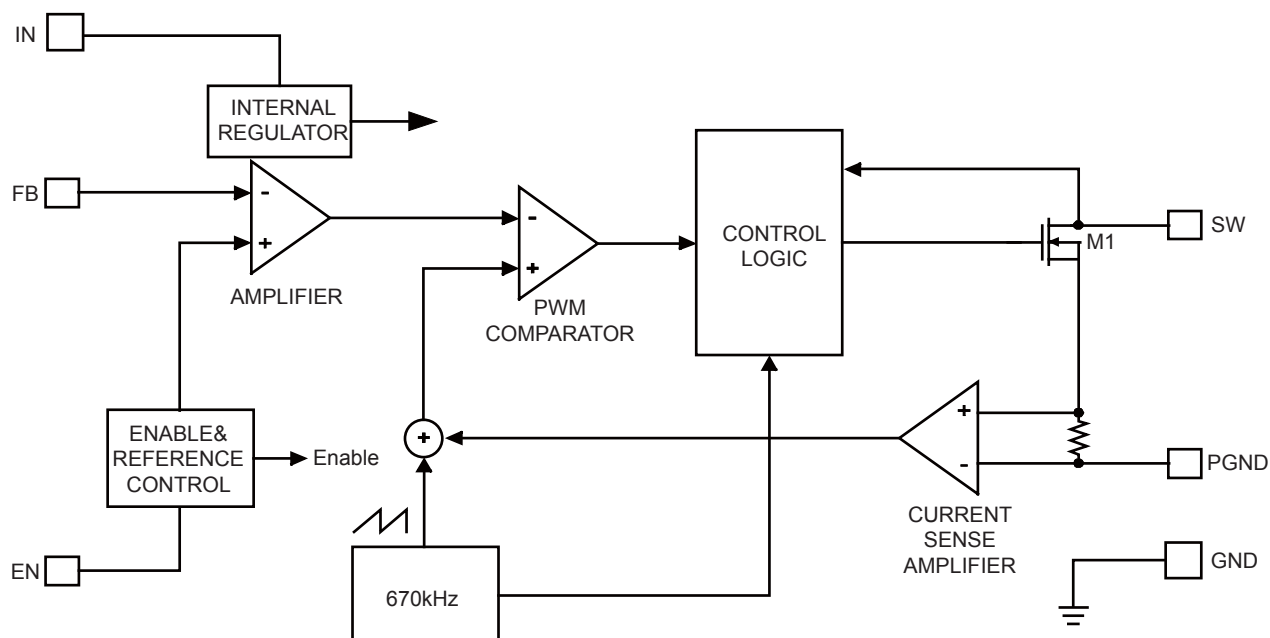 IN
INTERNAL
REGULATOR
FB
-
+
AMPLIFIER
-
+
PWM
COMPARATOR
CONTROL
LOGIC
M1
SW
ENABLE&
REFERENCE
CONTROL
Enable
EN
+
670kHz
+
-
CURRENT
SENSE
AMPLIFIER
PGND
GND